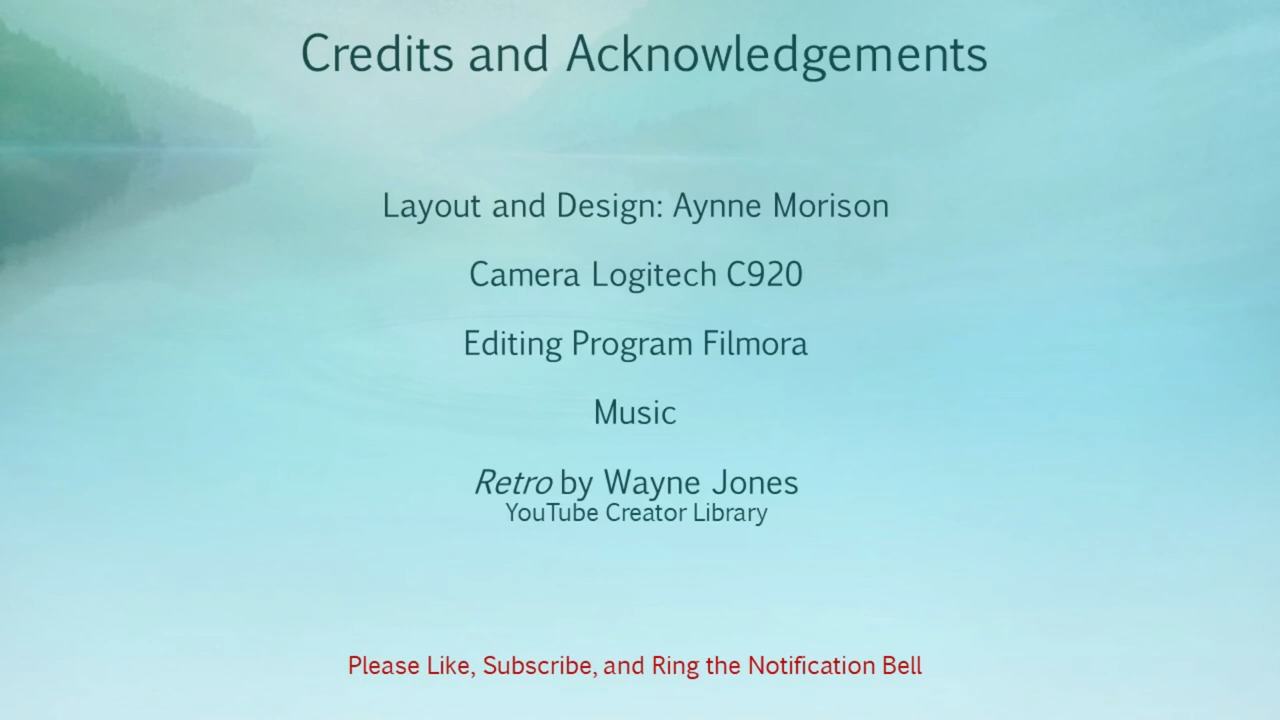 Credits and Acknowledgements
Layout and Design: Aynne Morison
Camera Logitech C920
Editing Program Filmora
Music
Retro by Wayne Jones
YouTube Creator Library
Please Like, Subscribe, and Ring the Notification Bell